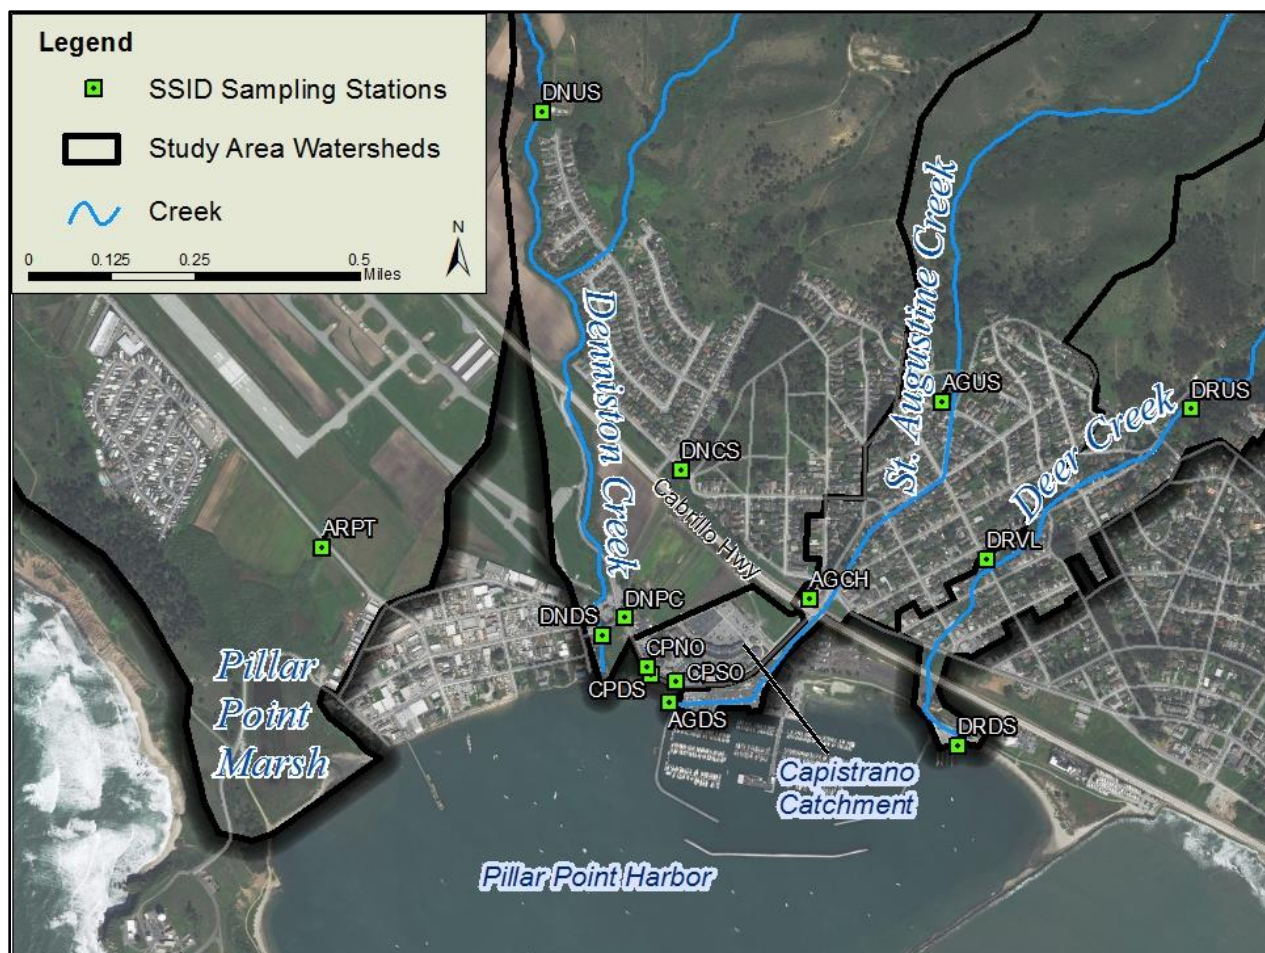 Legend
SSID Sampling Stations
Study Area Watersheds
Creek
N
0 0.125 0.25 0.5
Miles
DNUS
Denniston Creek
St. Augustine Creek
AGUS
DRUS
Deer Creek
DNCS
Cabrillo Hwy
ARPT
DRVL
AGCH
DNPC
DNDS
CPNO
CPSO
CPDS
AGDS
DRDS
Pillar
Point
Marsh
Capistrano
Catchment
Pillar Point Harbor